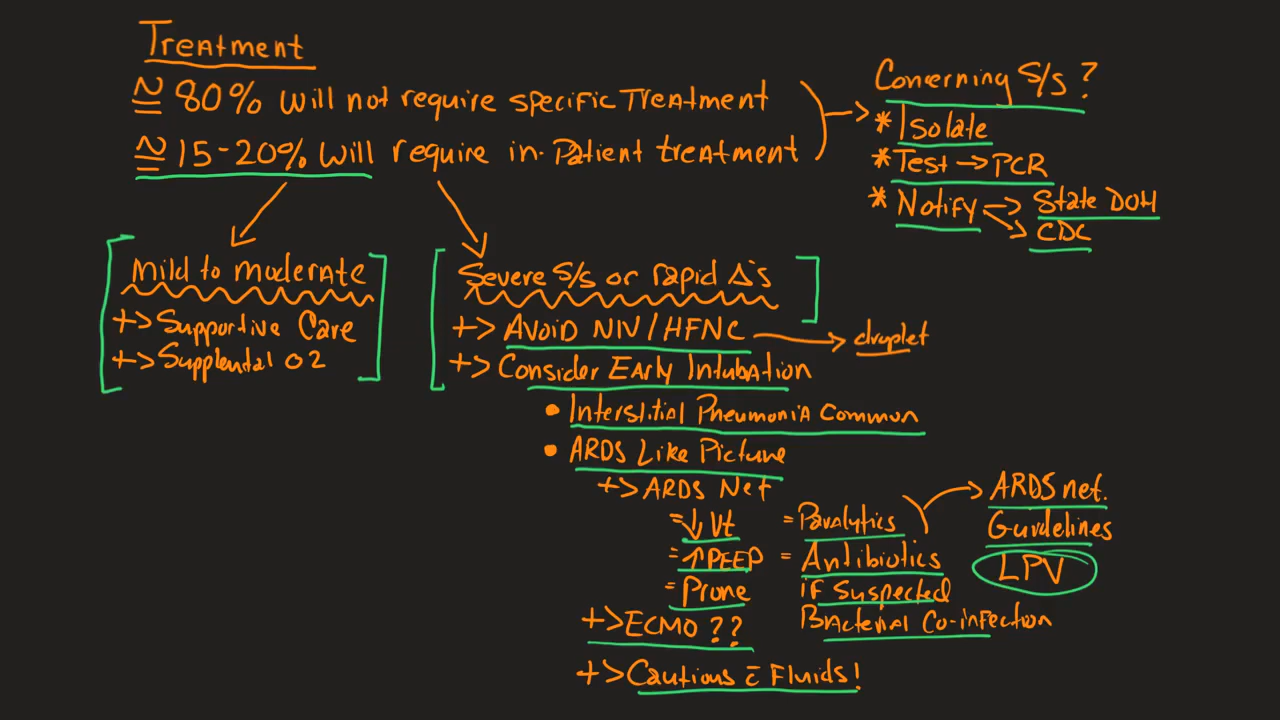 Treatment
≅ 80% will not require specific Treatment
≅ 15-20% will require in-Patient treatment
Concerning S/s?
* Isolate
* Test → PCR
* Notify → State DOH
→ CDC
Mild to moderate
+> Supportive Care
+> Supplental O2
Severe S/s or rapid Δ's
+> Avoid NIV/HFNC → droplet
+> Consider Early Intubation
• Interstitial Pneumonia Common
• ARDS Like Picture
+> ARDS Net
= ↓ Vt
= ↑ PEEP
= Prone
= Paralytics
= Antibiotics
if suspected
Bacterial Co-infection
ARDS net.
Guidelines
LPV
+> ECMO ??
+> Cautious c̄ Fluids!